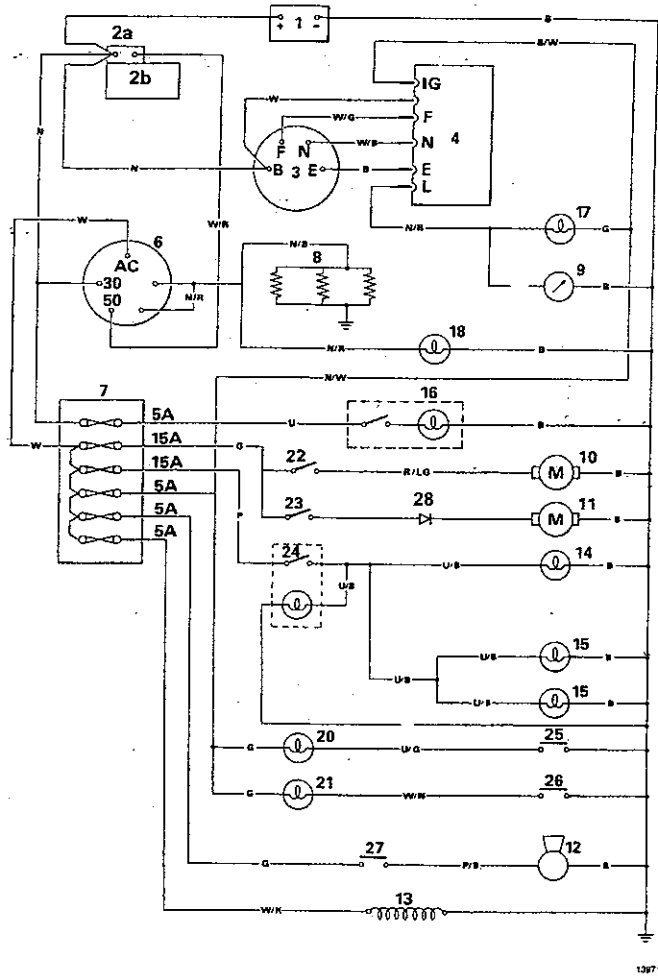 + 1 -
B
2a
B/W
2b
IG
W
W/G
F
F N
W/B
N
4
N
N
B 3 E
B
E
L
W
6
W/R
N/R
17
G
AC
N/B
8
30
9
B
50
N/R
18
N/R
B
N/W
7
16
5A
U
B
W
15A
G
22
10
15A
R/LG
M
B
5A
23
28
11
5A
P
M
B
5A
24
14
U/B
U/B
B
15
U/B
B
U/B
15
U/B
B
20
25
G
U/G
21
26
G
W/N
27
12
G
P/B
B
13
W/K
1397